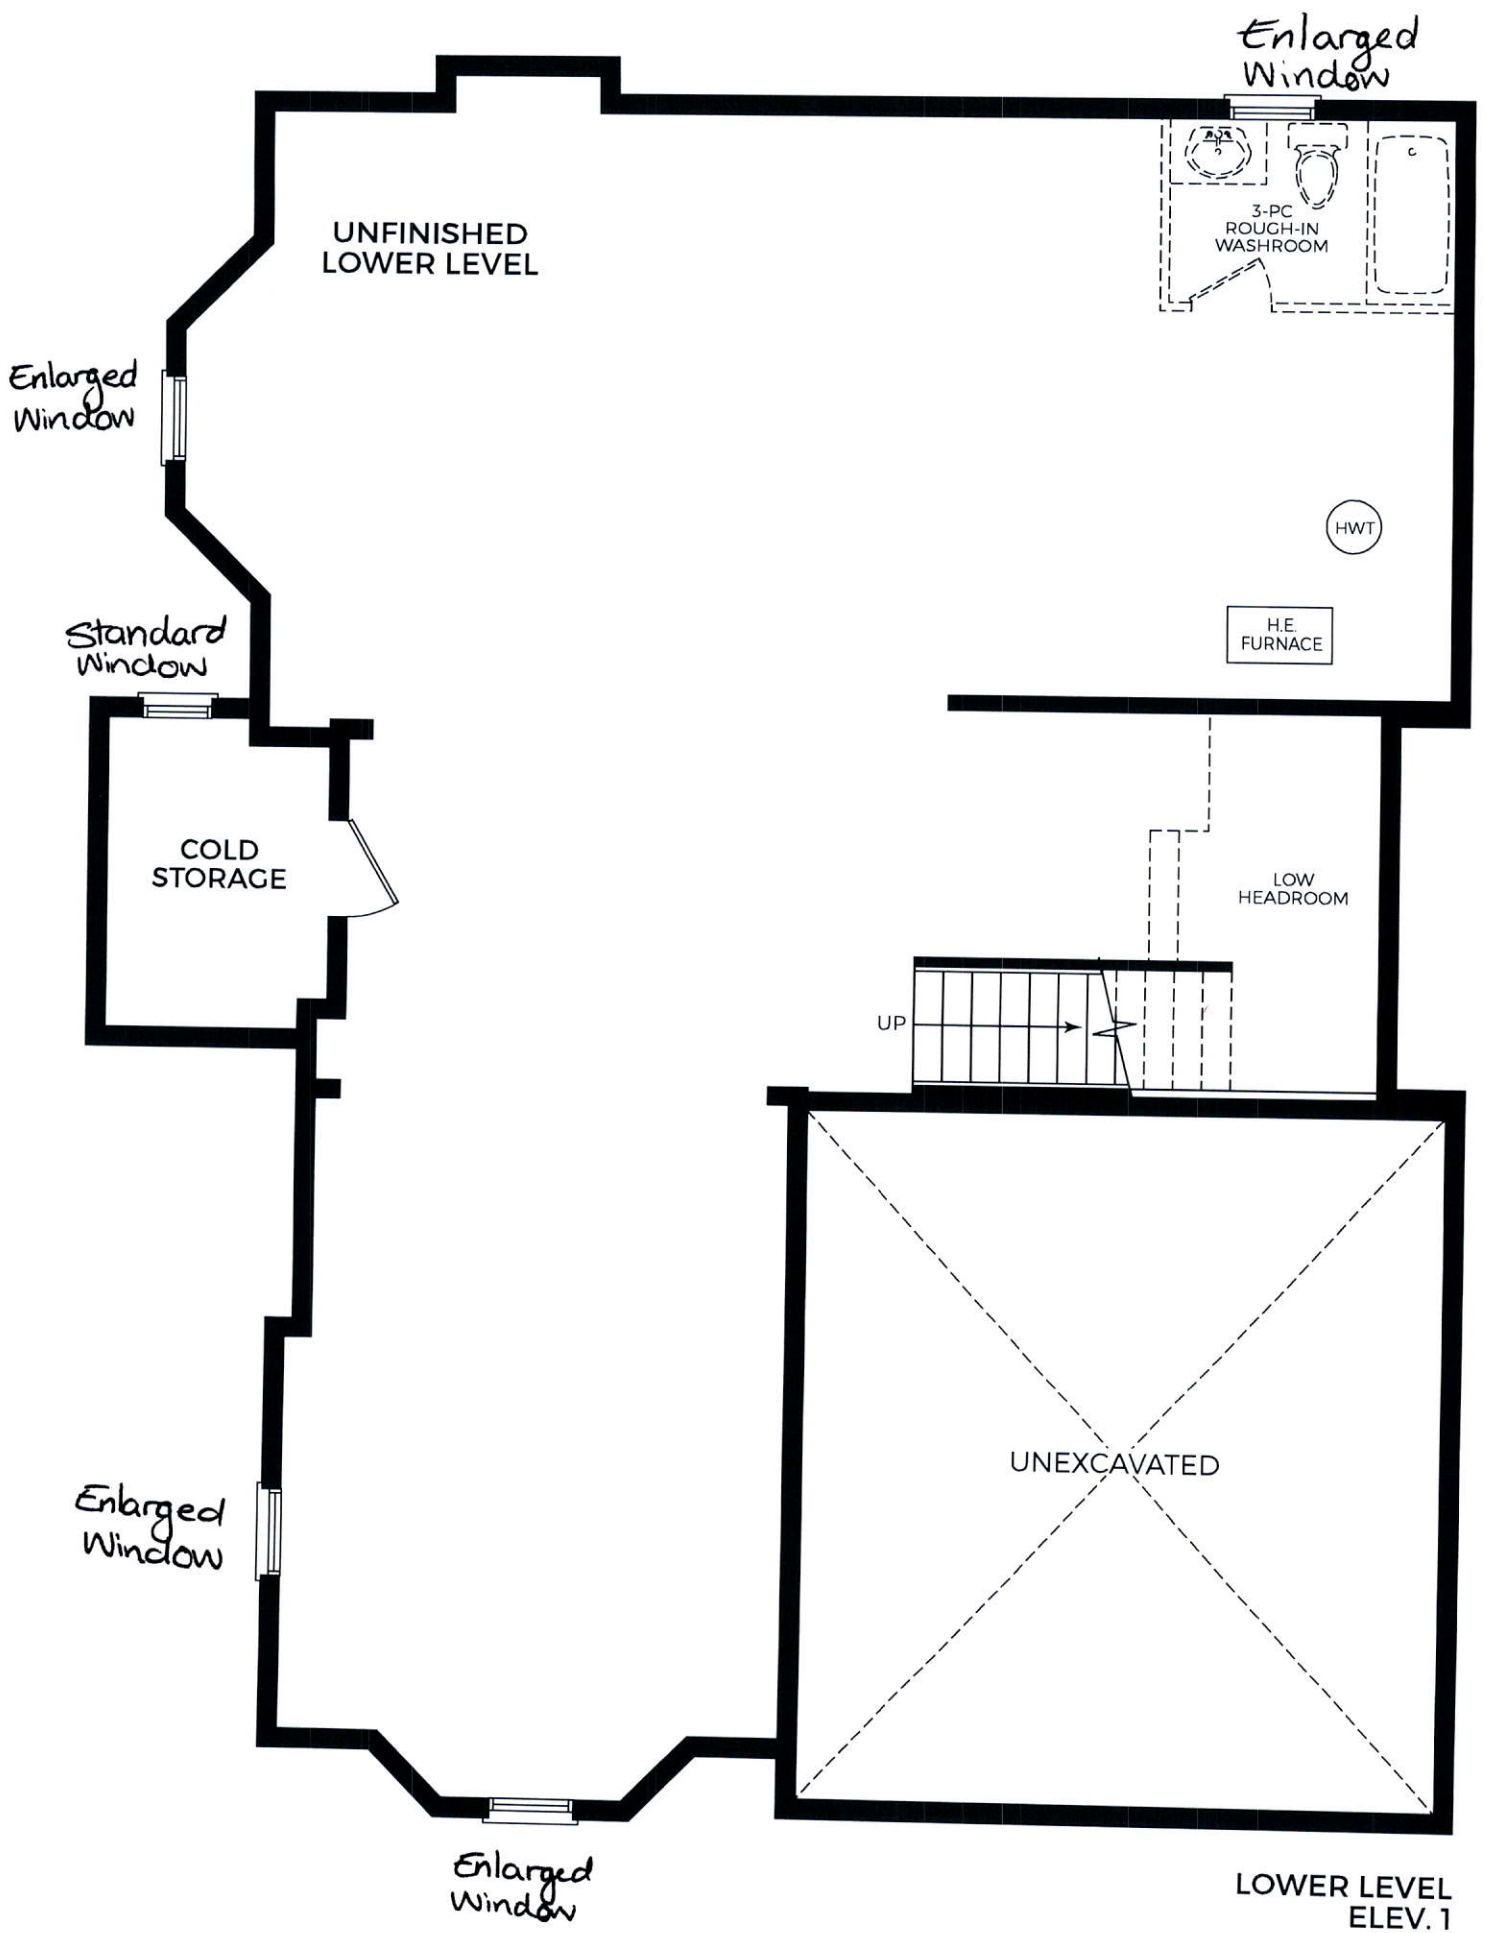 Enlarged
Window
UNFINISHED
LOWER LEVEL
3-PC
ROUGH-IN
WASHROOM
Enlarged
Window
HWT
Standard
Window
H.E.
FURNACE
COLD
STORAGE
LOW
HEADROOM
UP
UNEXCAVATED
Enlarged
Window
Enlarged
Window
LOWER LEVEL
ELEV. 1